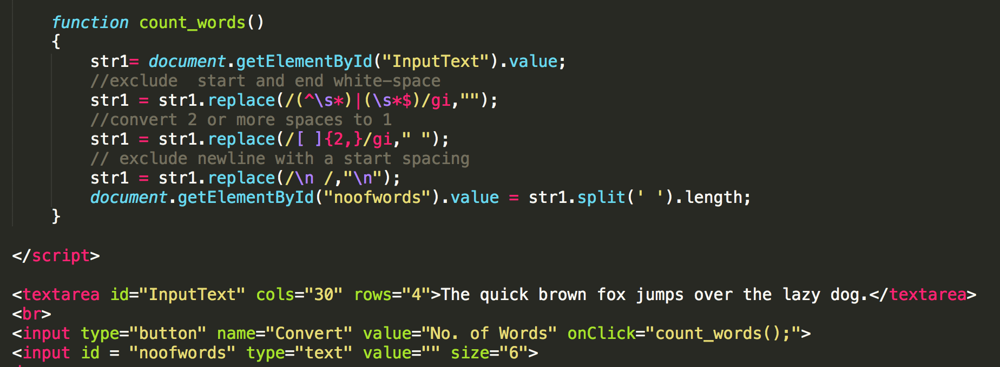 function count_words()
{
str1= document.getElementById("InputText").value;
//exclude  start and end white-space
str1 = str1.replace(/(^\s*)|(\s*$)/gi,"");
//convert 2 or more spaces to 1
str1 = str1.replace(/[ ]{2,}/gi," ");
// exclude newline with a start spacing
str1 = str1.replace(/\n /,"\n");
document.getElementById("noofwords").value = str1.split(' ').length;
}
</script>
<textarea id="InputText" cols="30" rows="4">The quick brown fox jumps over the lazy dog.</textarea>
<br>
<input type="button" name="Convert" value="No. of Words" onClick="count_words();">
<input id = "noofwords" type="text" value="" size="6">